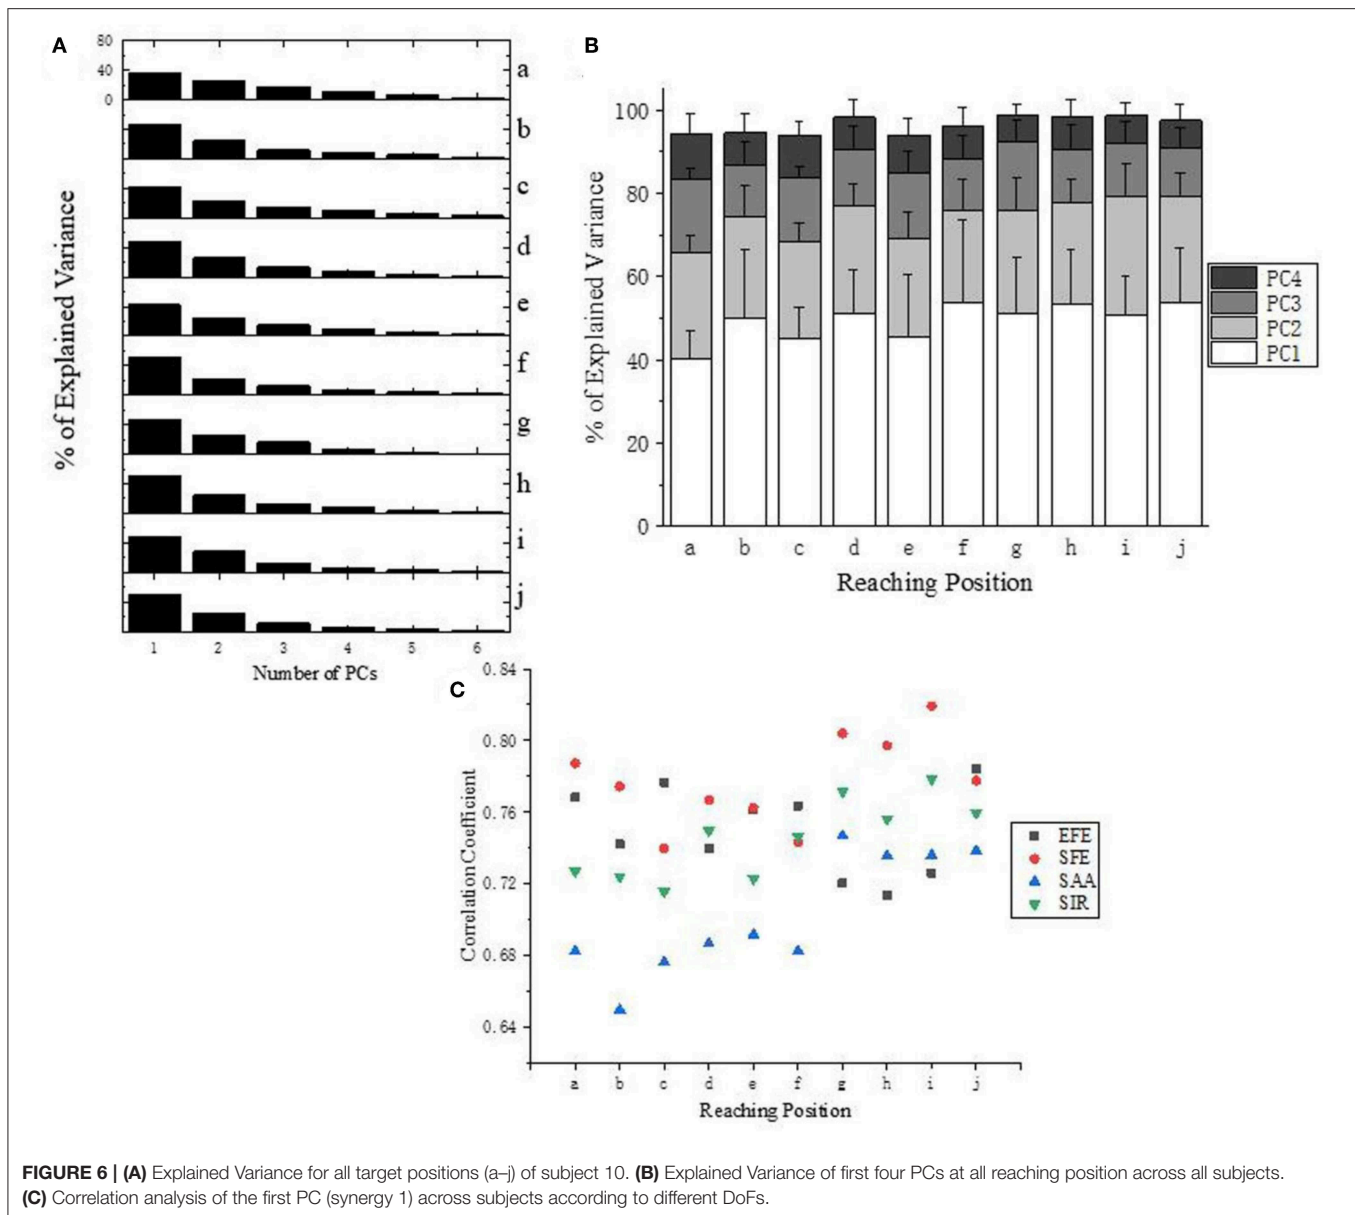 A
80
40
0
a
b
c
d
e
f
g
h
i
j
% of Explained Variance
1 2 3 4 5 6
Number of PCs
B
100
80
60
40
20
0
% of Explained Variance
a b c d e f g h i j
Reaching Position
PC4
PC3
PC2
PC1
C
0.84
0.80
0.76
0.72
0.68
0.64
Correlation Coefficient
a b c d e f g h i j
Reaching Position
EFE
SFE
SAA
SIR
FIGURE 6 | (A) Explained Variance for all target positions (a–j) of subject 10. (B) Explained Variance of first four PCs at all reaching position across all subjects.
(C) Correlation analysis of the first PC (synergy 1) across subjects according to different DoFs.